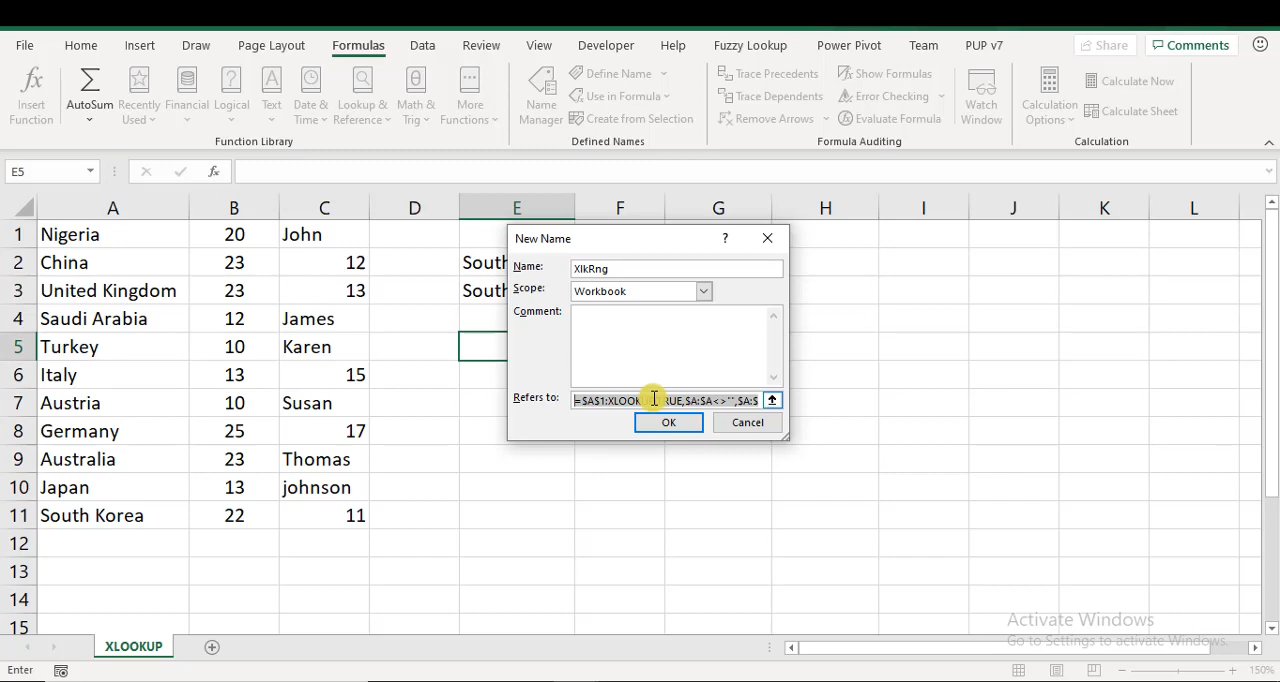 File Home Insert Draw Page Layout Formulas Data Review View Developer Help Fuzzy Lookup Power Pivot Team PUP v7 Share Comments
fx Insert Function
Σ AutoSum
Recently Used
Financial
Logical
? 
A Text
Date & Time
Lookup & Reference
θ Math & Trig
More Functions
Function Library
Name Manager
Define Name
Use in Formula
Create from Selection
Defined Names
Trace Precedents
Trace Dependents
Remove Arrows
Show Formulas
Error Checking
Evaluate Formula
Watch Window
Formula Auditing
Calculation Options
Calculate Now
Calculate Sheet
Calculation
E5 fx
A B C D E F G H I J K L
1 Nigeria 20 John
2 China 23 12 South
3 United Kingdom 23 13 South
4 Saudi Arabia 12 James
5 Turkey 10 Karen
6 Italy 13 15
7 Austria 10 Susan
8 Germany 25 17
9 Australia 23 Thomas
10 Japan 13 johnson
11 South Korea 22 11
12
13
14
15
New Name ?
Name: XlkRng
Scope: Workbook
Comment:
Refers to: =$A$1:XLOOK RUE,$A:$A<>"",$A:$
OK Cancel
Activate Windows
Go to Settings to activate Windows.
XLOOKUP
Enter 150%